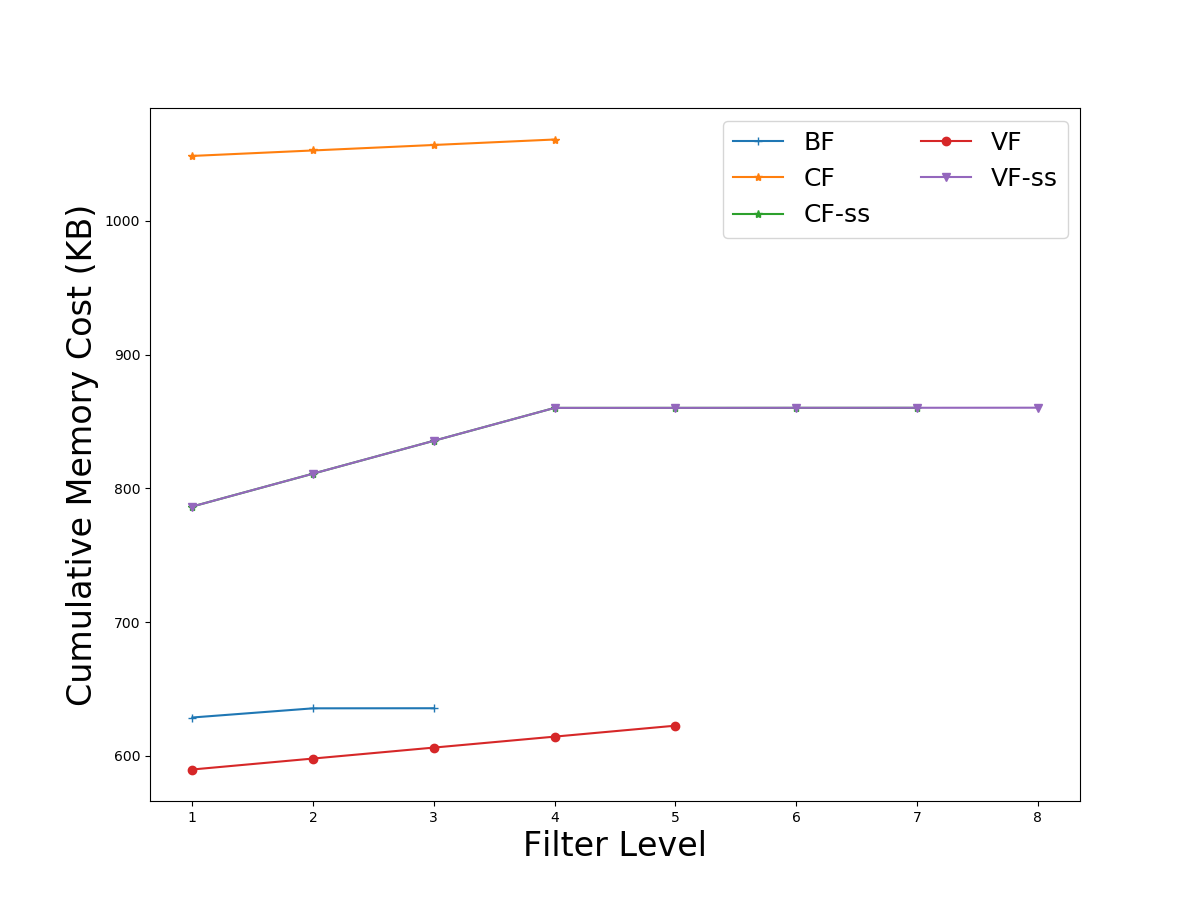 BF
CF
CF-ss
VF
VF-ss
Cumulative Memory Cost (KB)
1000
900
800
700
600
1 2 3 4 5 6 7 8
Filter Level